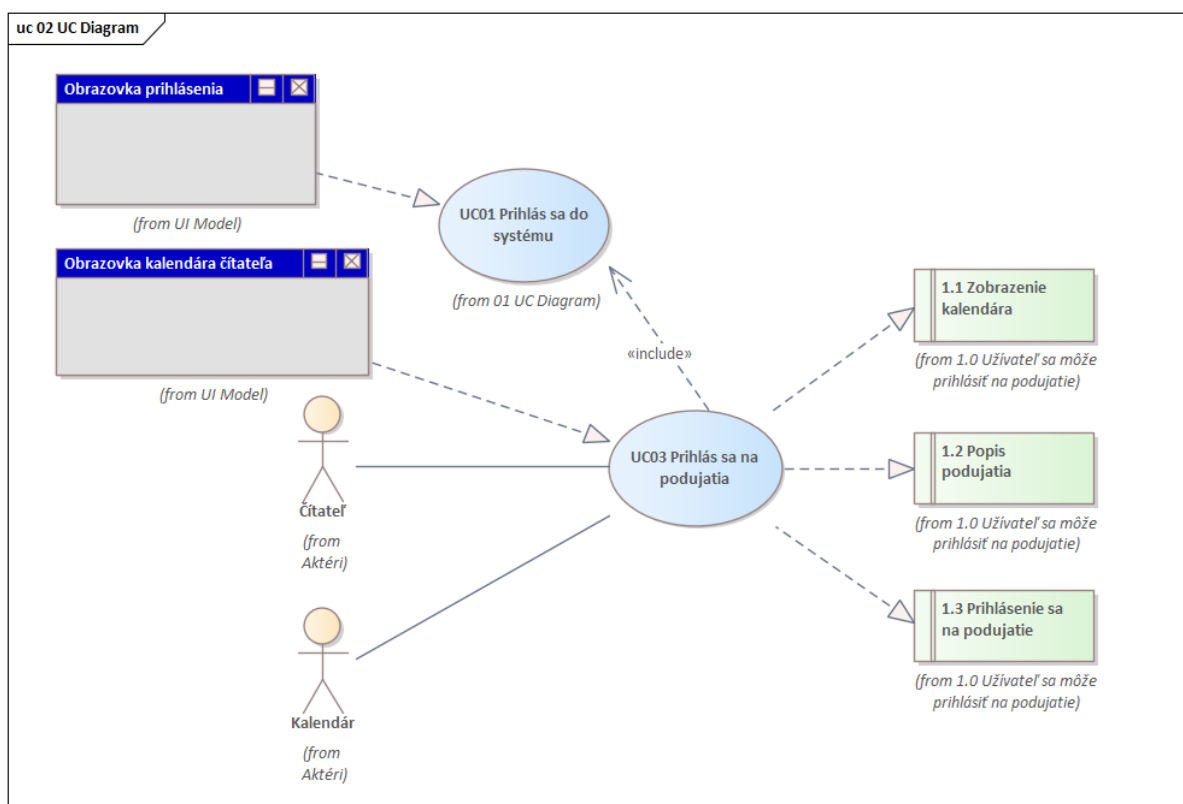 uc 02 UC Diagram
Obrazovka prihlásenia
(from UI Model)
UC01 Prihlás sa do
systému
(from 01 UC Diagram)
Obrazovka kalendára čítateľa
(from UI Model)
«include»
1.1 Zobrazenie
kalendára
(from 1.0 Užívateľ sa môže
prihlásiť na podujatie)
UC03 Prihlás sa na
podujatia
1.2 Popis
podujatia
(from 1.0 Užívateľ sa môže
prihlásiť na podujatie)
Čítateľ
(from
Aktéri)
1.3 Prihlásenie sa
na podujatie
(from 1.0 Užívateľ sa môže
prihlásiť na podujatie)
Kalendár
(from
Aktéri)